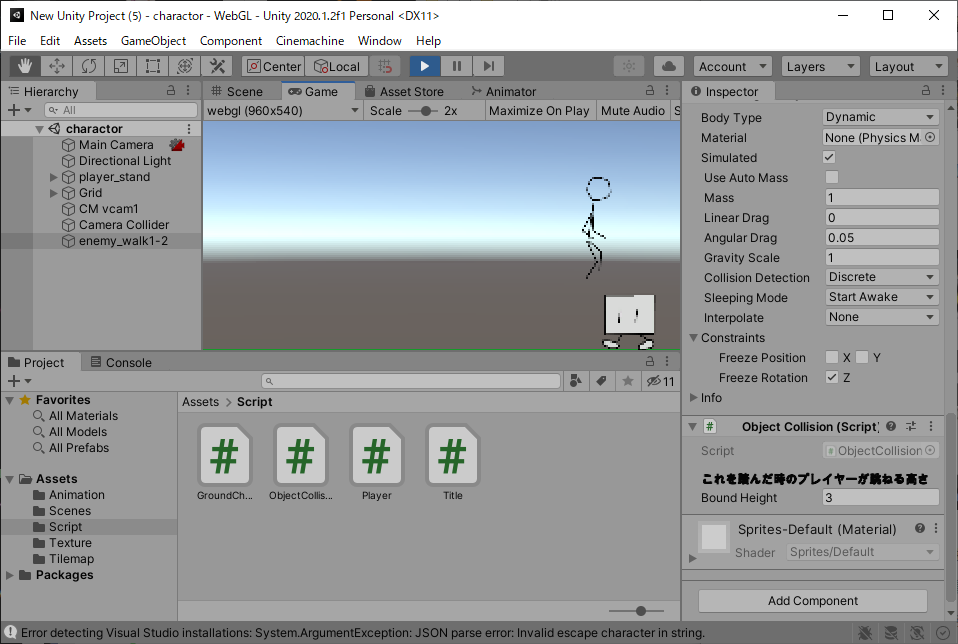 New Unity Project (5) - charactor - WebGL - Unity 2020.1.2f1 Personal <DX11>
File Edit Assets GameObject Component Cinemachine Window Help
Center Local Account Layers Layout
Hierarchy
All
charactor
Main Camera
Directional Light
player_stand
Grid
CM vcam1
Camera Collider
enemy_walk1-2
Scene Game Asset Store Animator
webgl (960x540) Scale 2x Maximize On Play Mute Audio S
Inspector
Body Type Dynamic
Material None (Physics M
Simulated
Use Auto Mass
Mass 1
Linear Drag 0
Angular Drag 0.05
Gravity Scale 1
Collision Detection Discrete
Sleeping Mode Start Awake
Interpolate None
Constraints
Freeze Position X Y
Freeze Rotation Z
Info
# Object Collision (Script)
Script # ObjectCollision
これを踏んだ時のプレイヤーが跳ねる高さ
Bound Height 3
Sprites-Default (Material)
Shader Sprites/Default
Add Component
Project Console
11
Favorites
All Materials
All Models
All Prefabs
Assets
Animation
Scenes
Script
Texture
Tilemap
Packages
Assets > Script
# # # #
GroundCh... ObjectCollis... Player Title
Error detecting Visual Studio installations: System.ArgumentException: JSON parse error: Invalid escape character in string.